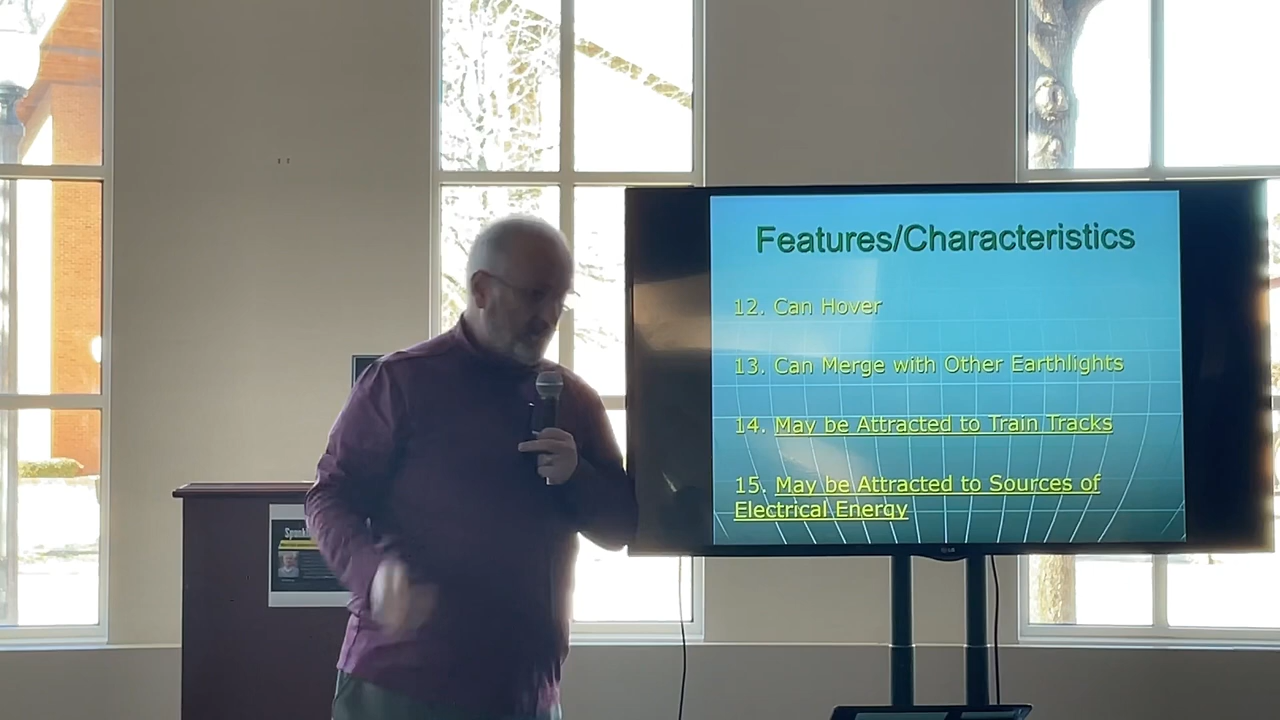 Features/Characteristics
12. Can Hover
13. Can Merge with Other Earthlights
14. May be Attracted to Train Tracks
15. May be Attracted to Sources of
Electrical Energy